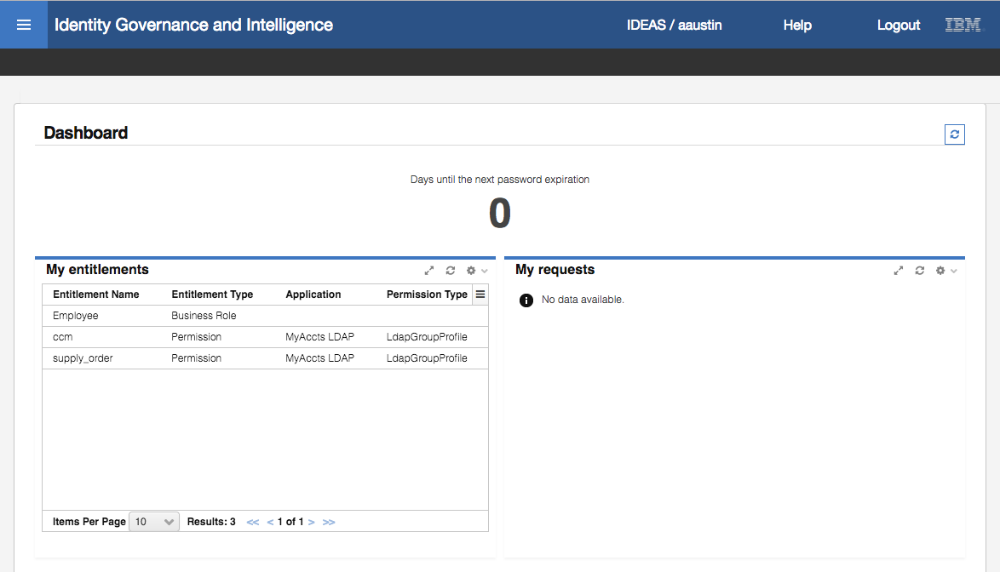 Identity Governance and Intelligence IDEAS / aaustin Help Logout IBM
Dashboard
Days until the next password expiration
0
My entitlements
Entitlement Name Entitlement Type Application Permission Type
Employee Business Role
ccm Permission MyAccts LDAP LdapGroupProfile
supply_order Permission MyAccts LDAP LdapGroupProfile
Items Per Page 10 Results: 3 << < 1 of 1 > >>
My requests
No data available.